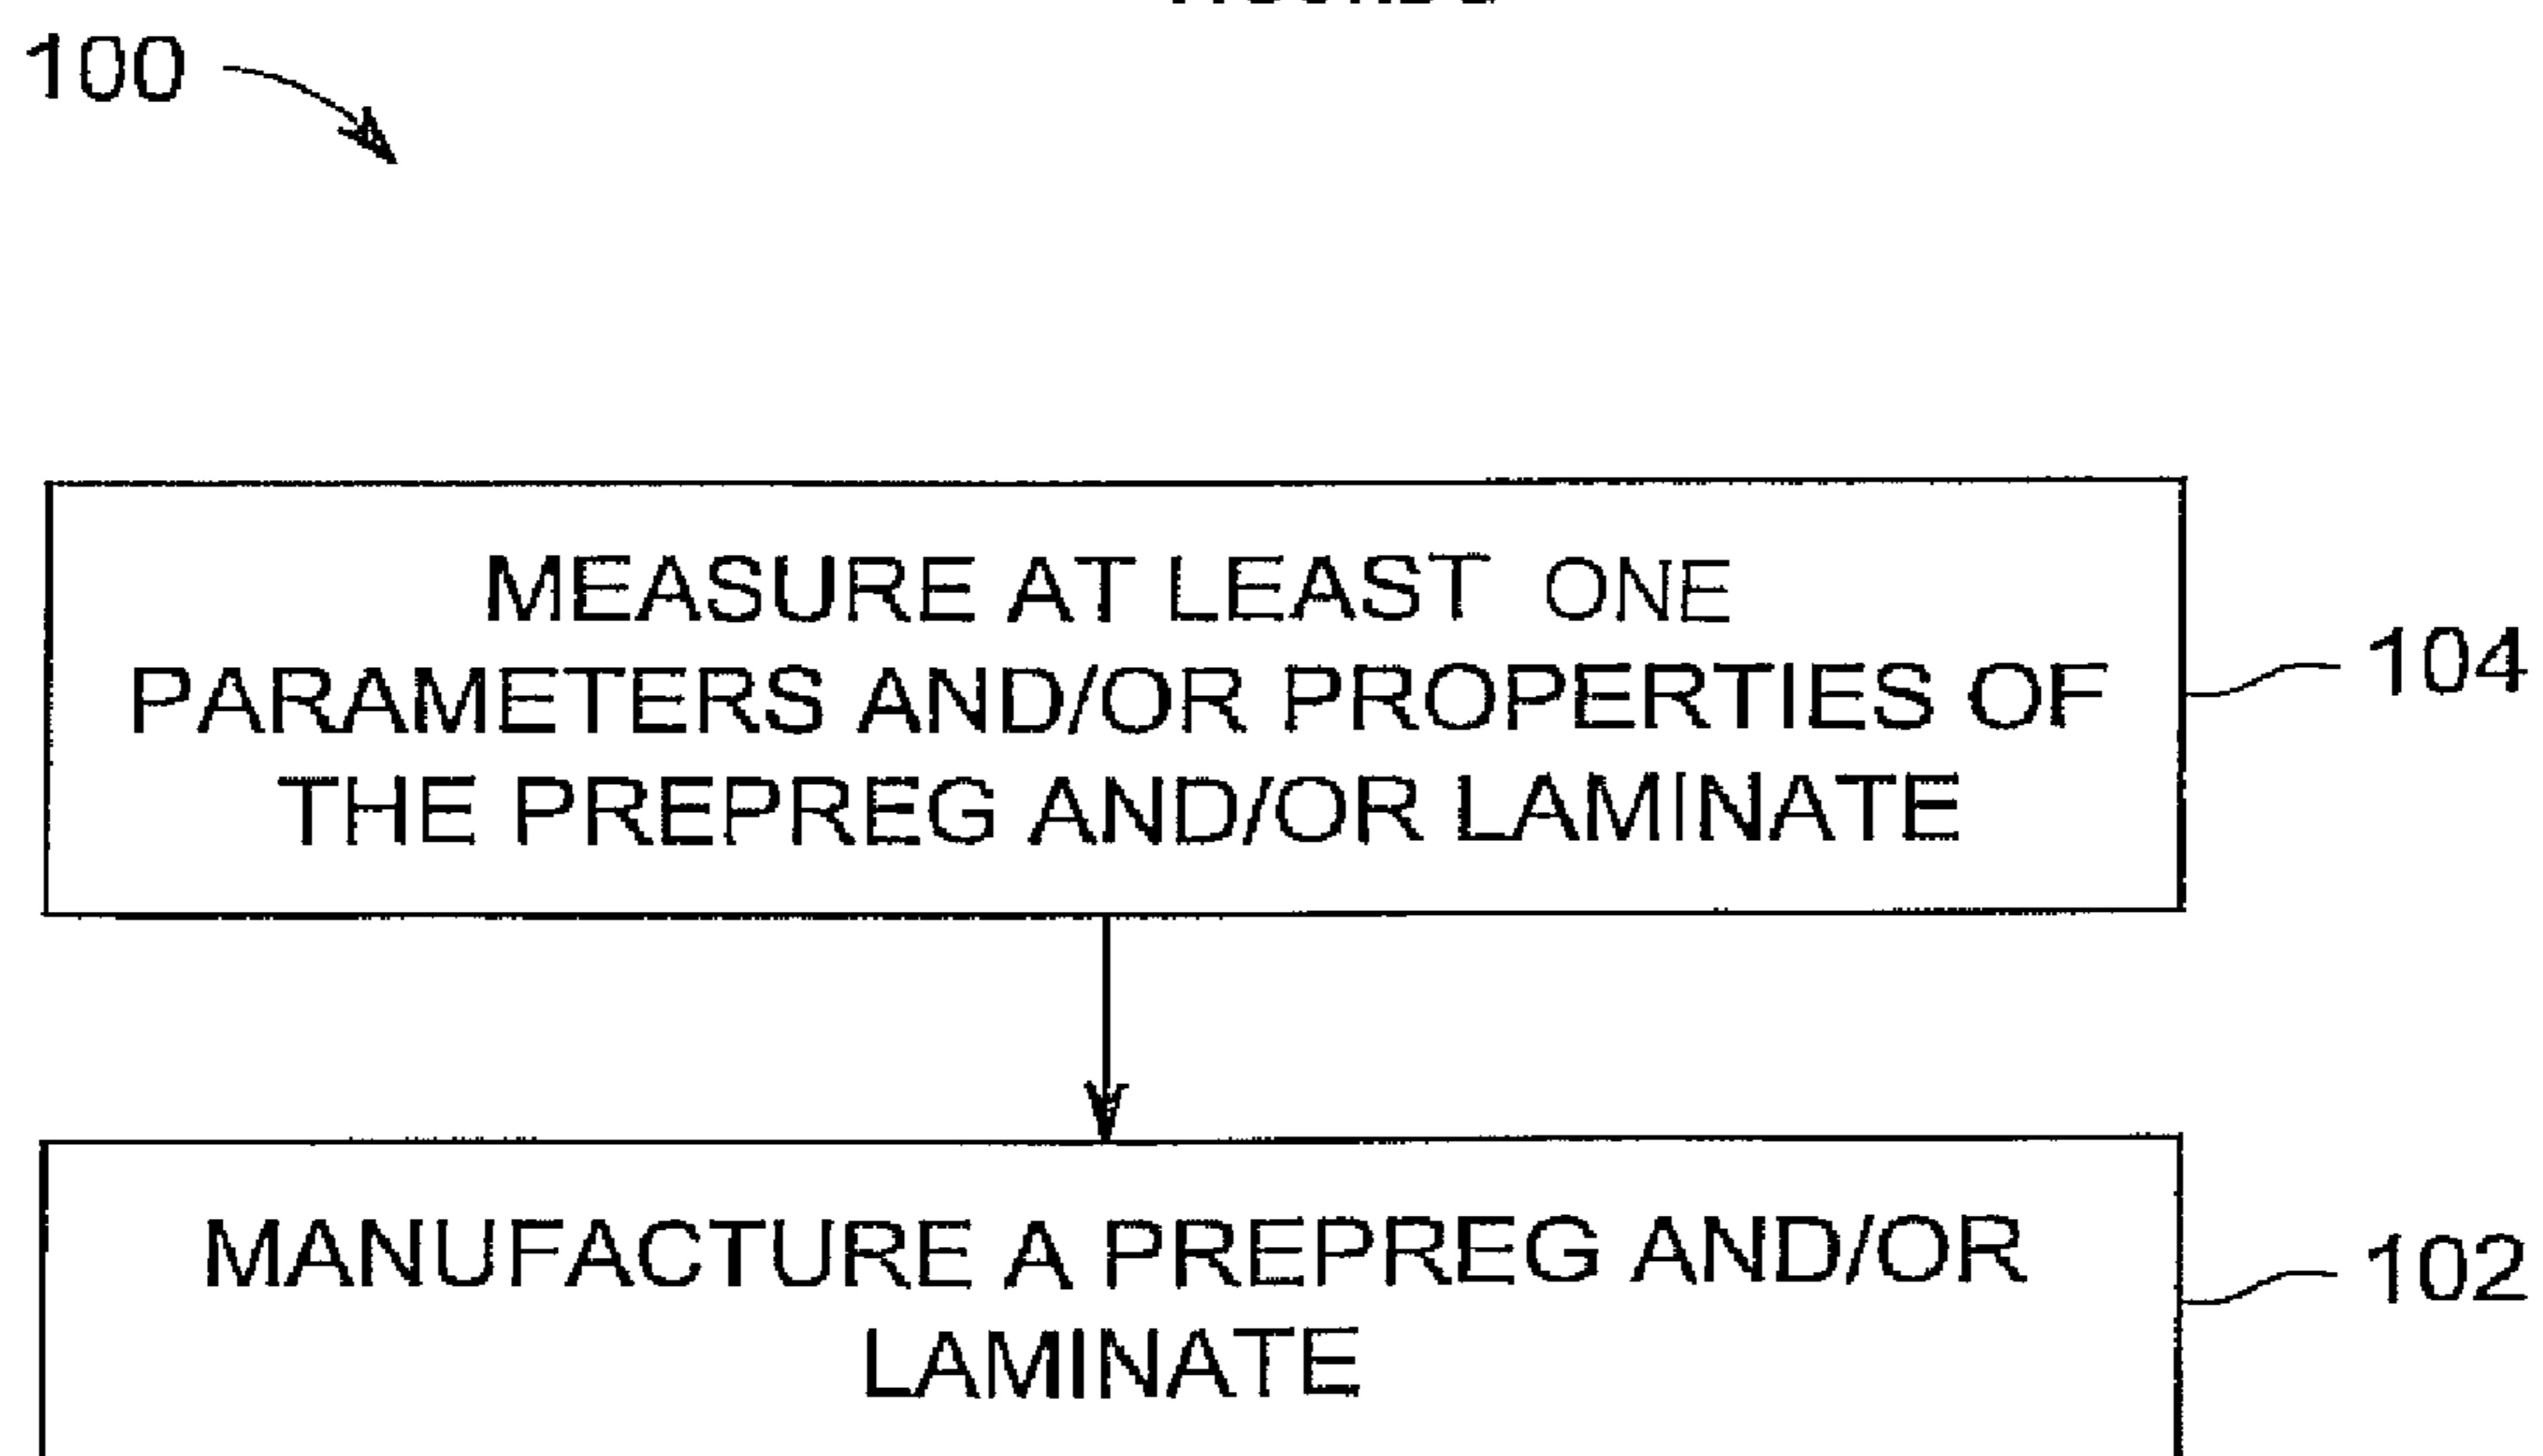 100
MEASURE AT LEAST ONE
PARAMETERS AND/OR PROPERTIES OF
THE PREPREG AND/OR LAMINATE
104
MANUFACTURE A PREPREG AND/OR
LAMINATE
102